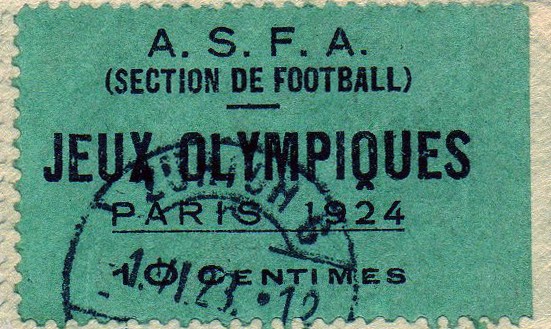 A. S. F. A.
(SECTION DE FOOTBALL)
JEUX OLYMPIQUES
PARIS 1924
10 CENTIMES